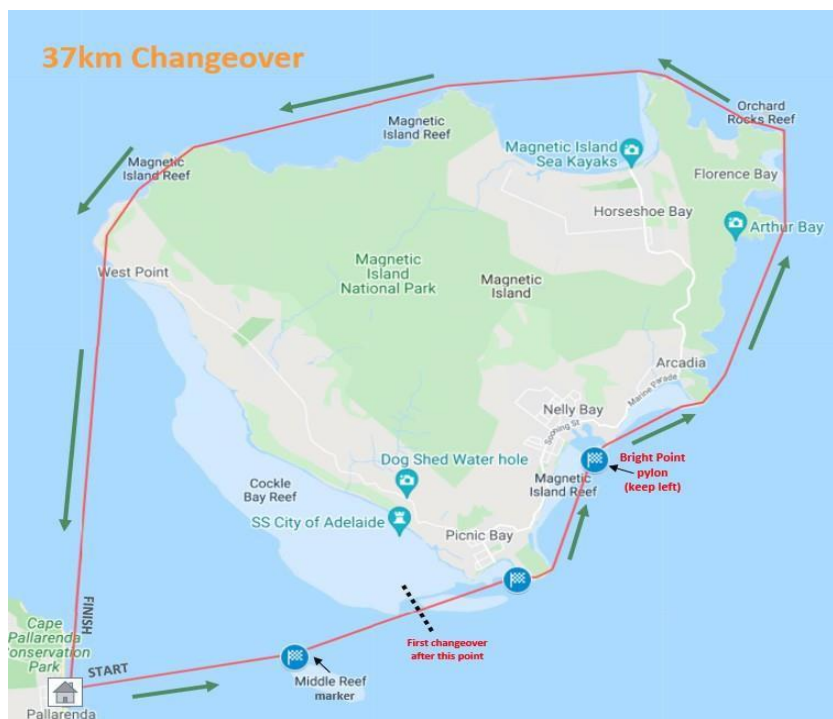 37km Changeover
Orchard
Rocks Reef
Magnetic
Island Reef
Magnetic Island
Sea Kayaks
Magnetic
Island Reef
Florence Bay
Horseshoe Bay
Arthur Bay
West Point
Magnetic
Island
National Park
Magnetic
Island
Arcadia
Marine Parade
Nelly Bay
Sooning St
Bright Point
pylon
(keep left)
Dog Shed Water hole
Magnetic
Island Reef
Cockle
Bay Reef
SS City of Adelaide
Picnic Bay
FINISH
Cape
Pallarenda
Conservation
Park
START
First changeover
after this point
Middle Reef
marker
Pallarenda